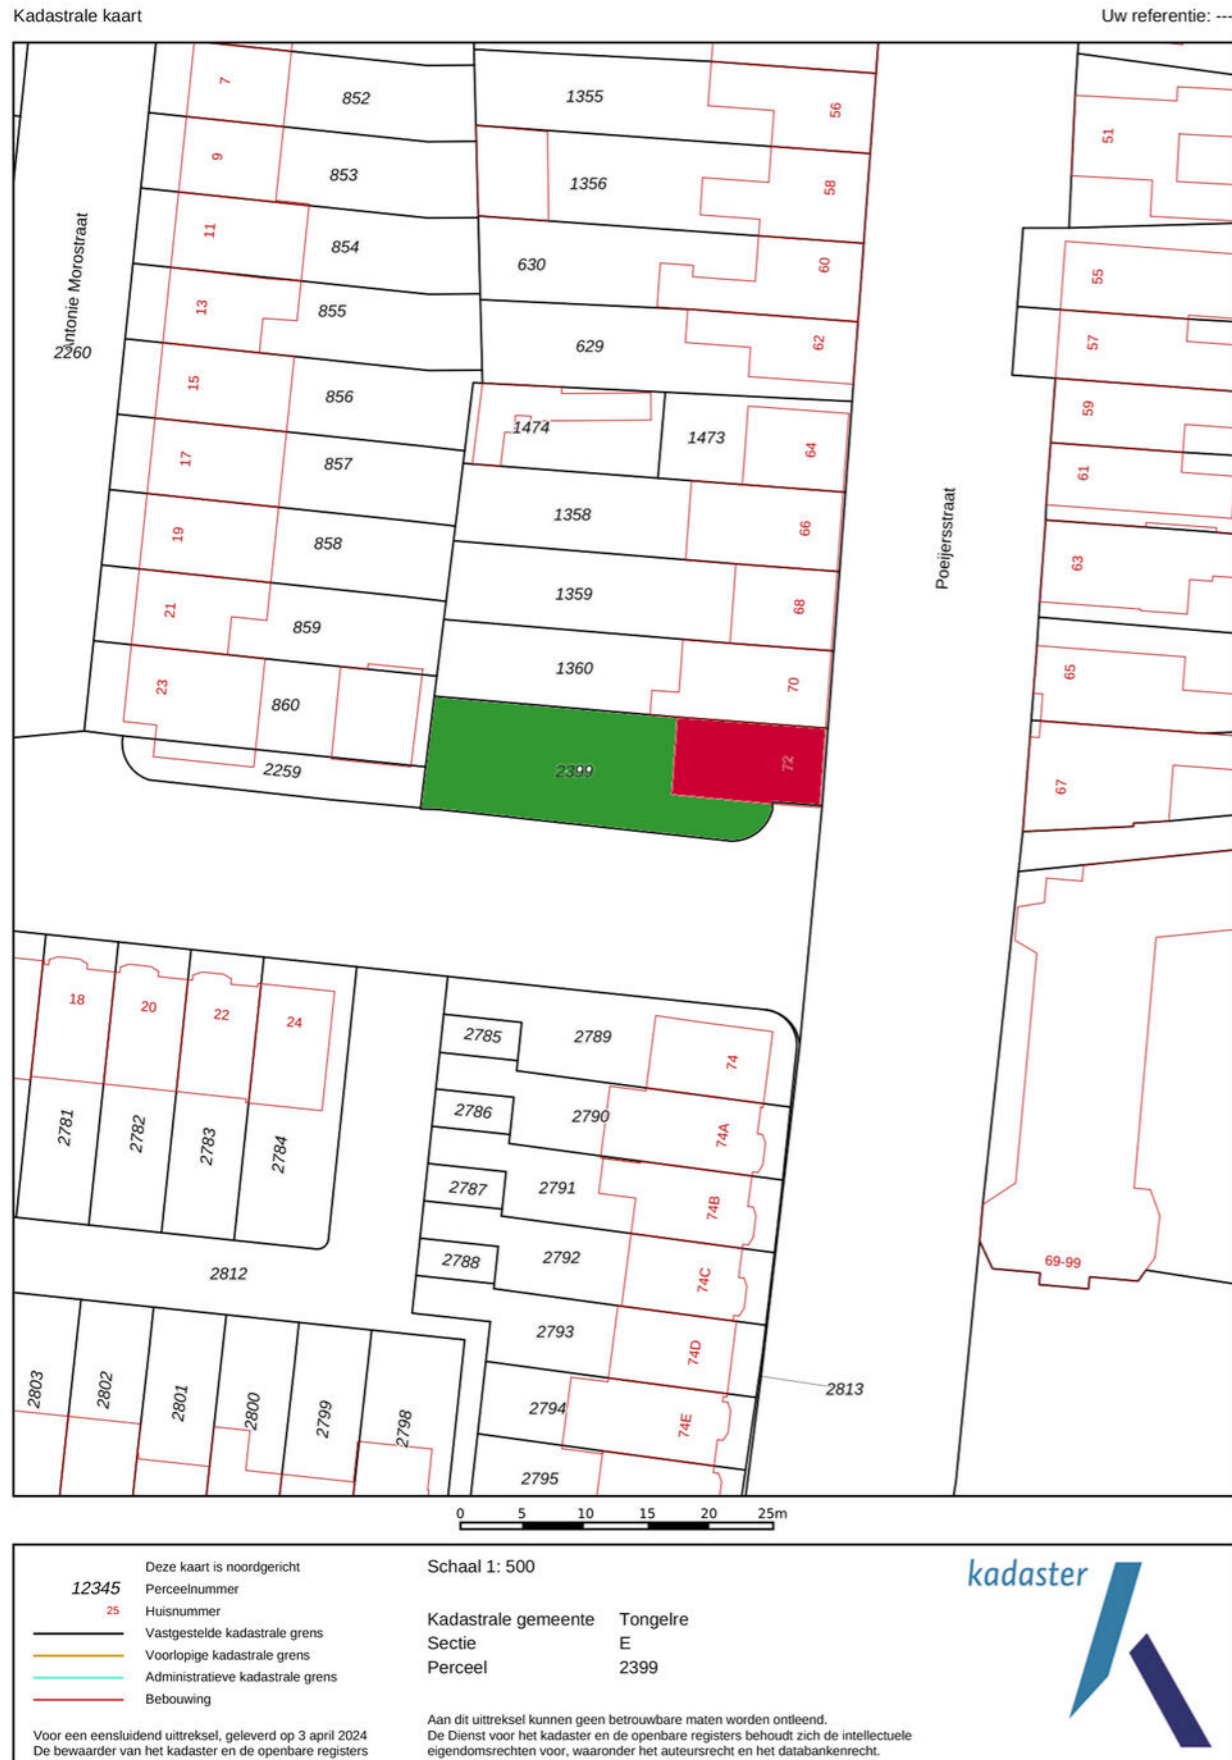 Kadastrale kaart
Uw referentie: ---
7
852
1355
56
51
9
853
1356
58
11
854
630
60
55
Antonie Morostraat
13
855
2260
629
62
57
15
856
59
1474
1473
64
17
857
61
1358
66
Poeijersstraat
19
858
63
1359
68
21
859
1360
70
65
23
860
2259
2399
72
67
18
20
22
24
2785
2789
74
2786
2790
74A
2781
2782
2783
2784
2787
2791
74B
2788
2792
74C
69-99
2812
2793
74D
2813
2803
2802
2801
2800
2799
2798
2794
74E
2795
0 5 10 15 20 25m
Deze kaart is noordgericht
12345 Perceelnummer
25 Huisnummer
Vastgestelde kadastrale grens
Voorlopige kadastrale grens
Administratieve kadastrale grens
Bebouwing
Voor een eensluidend uittreksel, geleverd op 3 april 2024
De bewaarder van het kadaster en de openbare registers
Schaal 1: 500
Kadastrale gemeente Tongelre
Sectie E
Perceel 2399
Aan dit uittreksel kunnen geen betrouwbare maten worden ontleend.
De Dienst voor het kadaster en de openbare registers behoudt zich de intellectuele
eigendomsrechten voor, waaronder het auteursrecht en het databankenrecht.
kadaster